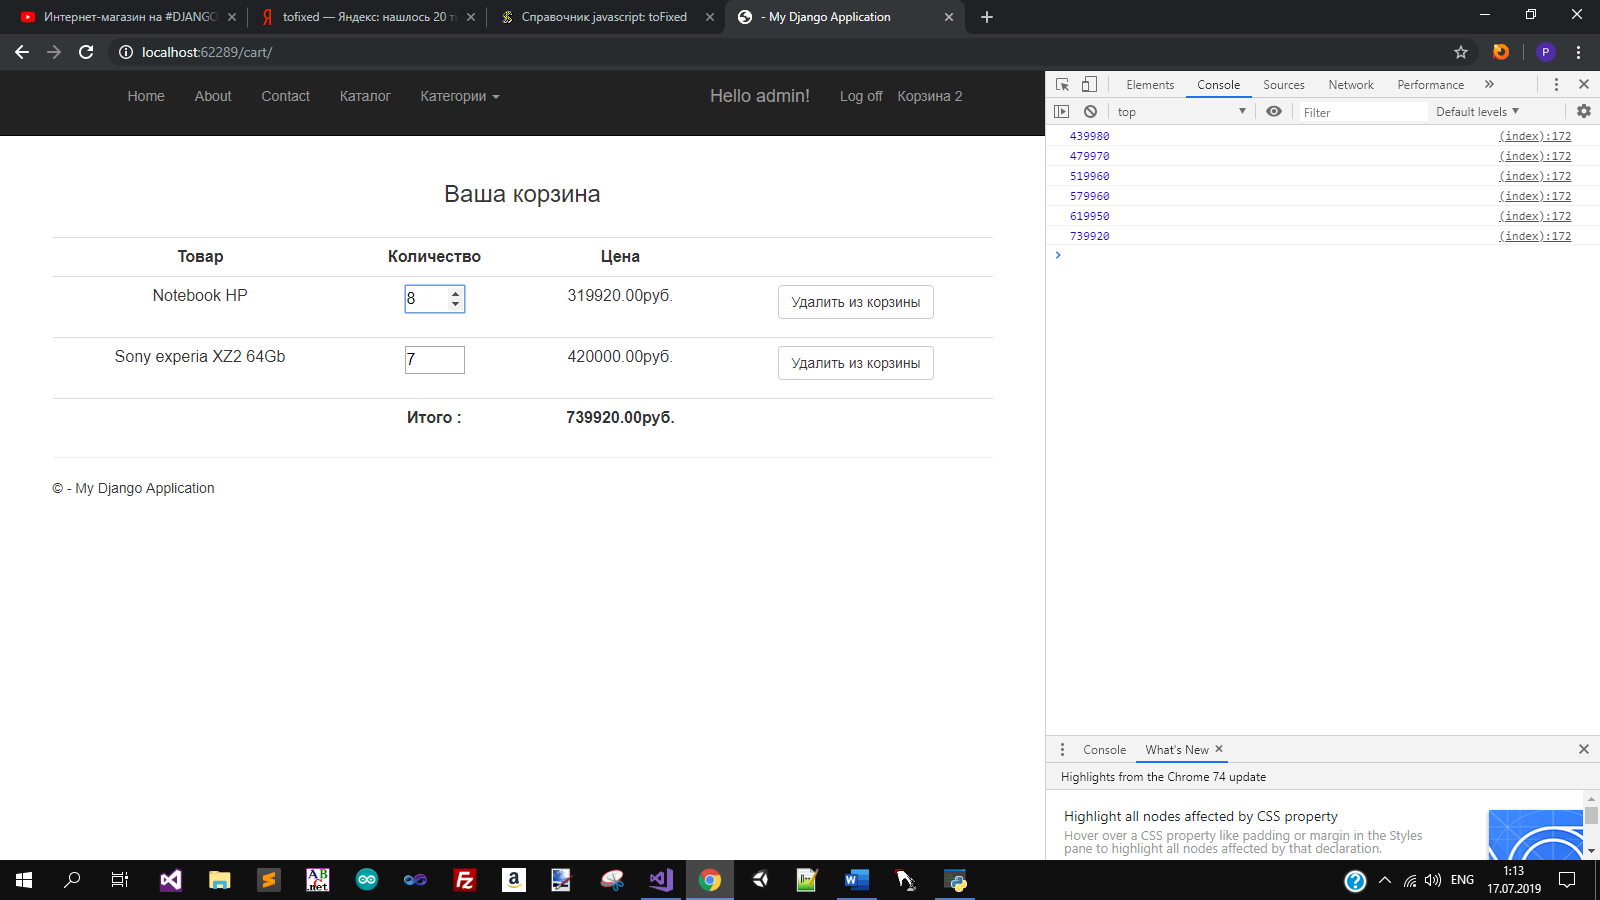 Интернет-магазин на #DJANGO
tofixed — Яндекс: нашлось 20 т
Справочник javascript: toFixed
- My Django Application
localhost:62289/cart/
P
Home About Contact Каталог Категории Hello admin! Log off Корзина 2
Ваша корзина
Товар Количество Цена
Notebook HP 8 319920.00руб. Удалить из корзины
Sony experia XZ2 64Gb 7 420000.00руб. Удалить из корзины
Итого : 739920.00руб.
© - My Django Application
Elements Console Sources Network Performance »
top Filter Default levels
439980 (index):172
479970 (index):172
519960 (index):172
579960 (index):172
619950 (index):172
739920 (index):172
Console What's New
Highlights from the Chrome 74 update
Highlight all nodes affected by CSS property
Hover over a CSS property like padding or margin in the Styles
pane to highlight all nodes affected by that declaration.
ENG
1:13
17.07.2019